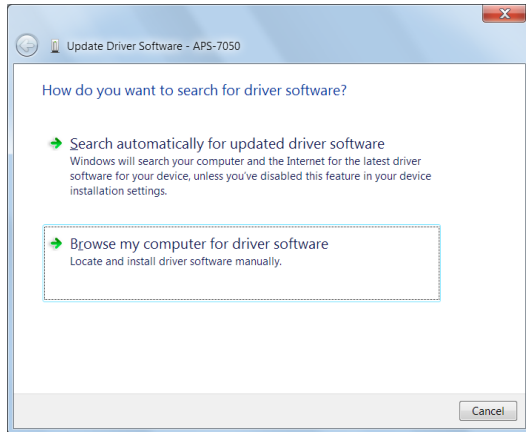 Update Driver Software - APS-7050
How do you want to search for driver software?
Search automatically for updated driver software
Windows will search your computer and the Internet for the latest driver
software for your device, unless you've disabled this feature in your device
installation settings.
Browse my computer for driver software
Locate and install driver software manually.
Cancel